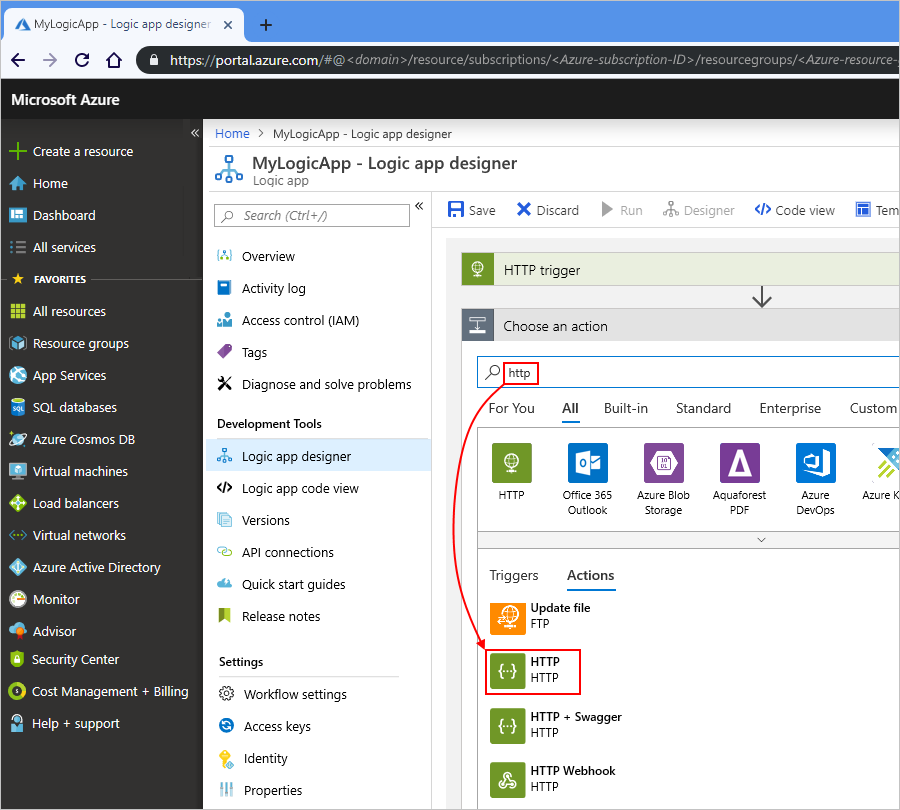 MyLogicApp - Logic app designer
https://portal.azure.com/#@<domain>/resource/subscriptions/<Azure-subscription-ID>/resourcegroups/<Azure-resource-
Microsoft Azure
Create a resource
Home
Dashboard
All services
FAVORITES
All resources
Resource groups
App Services
SQL databases
Azure Cosmos DB
Virtual machines
Load balancers
Virtual networks
Azure Active Directory
Monitor
Advisor
Security Center
Cost Management + Billing
Help + support
Home > MyLogicApp - Logic app designer
MyLogicApp - Logic app designer
Logic app
Search (Ctrl+/)
Overview
Activity log
Access control (IAM)
Tags
Diagnose and solve problems
Development Tools
Logic app designer
Logic app code view
Versions
API connections
Quick start guides
Release notes
Settings
Workflow settings
Access keys
Identity
Properties
Save Discard Run Designer Code view Tem
HTTP trigger
Choose an action
http
For You All Built-in Standard Enterprise Custom
HTTP
Office 365
Outlook
Azure Blob
Storage
Aquaforest
PDF
Azure
DevOps
Azure K
Triggers Actions
Update file
FTP
HTTP
HTTP
HTTP + Swagger
HTTP
HTTP Webhook
HTTP